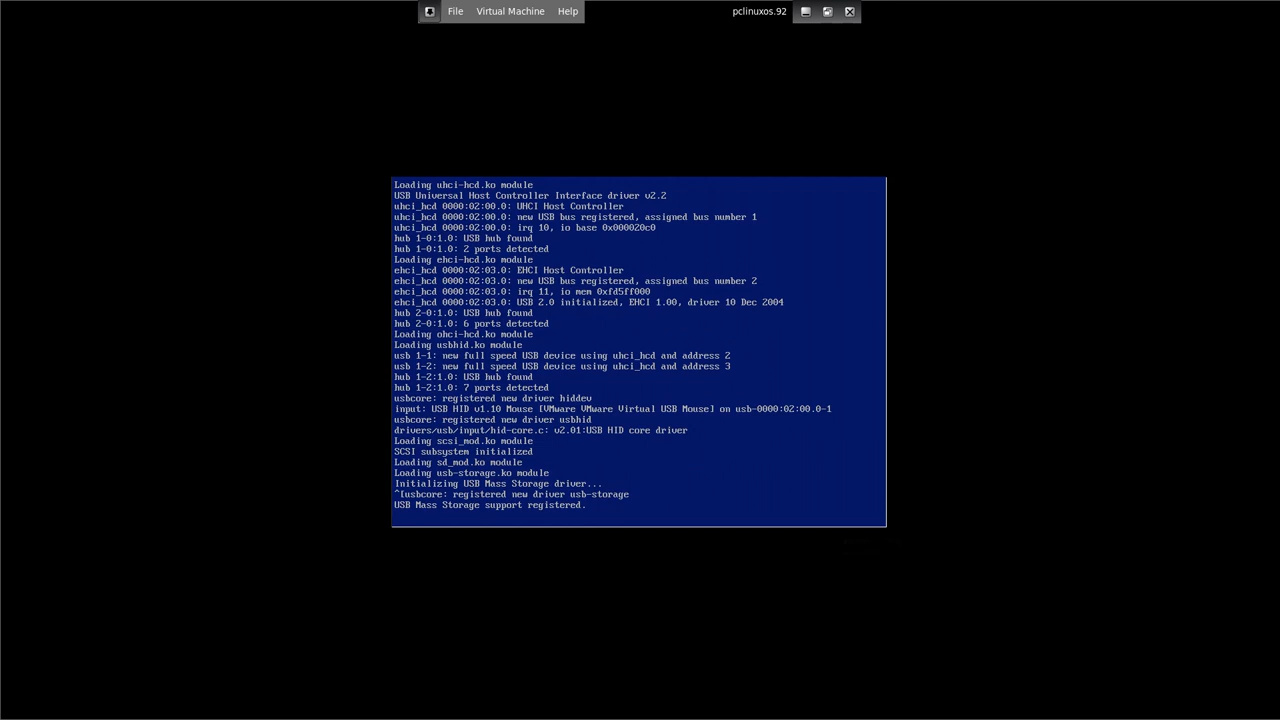 File Virtual Machine Help pclinuxos.92
Loading uhci-hcd.ko module
USB Universal Host Controller Interface driver v2.2
uhci_hcd 0000:02:00.0: UHCI Host Controller
uhci_hcd 0000:02:00.0: new USB bus registered, assigned bus number 1
uhci_hcd 0000:02:00.0: irq 10, io base 0x000020c0
hub 1-0:1.0: USB hub found
hub 1-0:1.0: 2 ports detected
Loading ehci-hcd.ko module
ehci_hcd 0000:02:03.0: EHCI Host Controller
ehci_hcd 0000:02:03.0: new USB bus registered, assigned bus number 2
ehci_hcd 0000:02:03.0: irq 11, io mem 0xfd5ff000
ehci_hcd 0000:02:03.0: USB 2.0 initialized, EHCI 1.00, driver 10 Dec 2004
hub 2-0:1.0: USB hub found
hub 2-0:1.0: 6 ports detected
Loading ohci-hcd.ko module
Loading usbhid.ko module
usb 1-1: new full speed USB device using uhci_hcd and address 2
usb 1-2: new full speed USB device using uhci_hcd and address 3
hub 1-2:1.0: USB hub found
hub 1-2:1.0: 7 ports detected
usbcore: registered new driver hiddev
input: USB HID v1.10 Mouse [VMware VMware Virtual USB Mouse] on usb-0000:02:00.0-1
usbcore: registered new driver usbhid
drivers/usb/input/hid-core.c: v2.01:USB HID core driver
Loading scsi_mod.ko module
SCSI subsystem initialized
Loading sd_mod.ko module
Loading usb-storage.ko module
Initializing USB Mass Storage driver...
^[usbcore: registered new driver usb-storage
USB Mass Storage support registered.